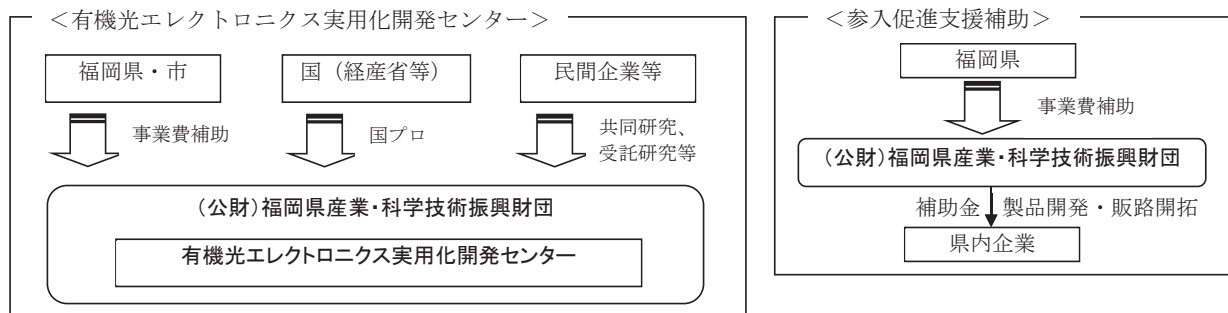 ＜有機光エレクトロニクス実用化開発センター＞
福岡県・市
国（経産省等）
民間企業等
事業費補助
国プロ
共同研究、
受託研究等
（公財）福岡県産業・科学技術振興財団
有機光エレクトロニクス実用化開発センター
＜参入促進支援補助＞
福岡県
事業費補助
（公財）福岡県産業・科学技術振興財団
補助金 製品開発・販路開拓
県内企業